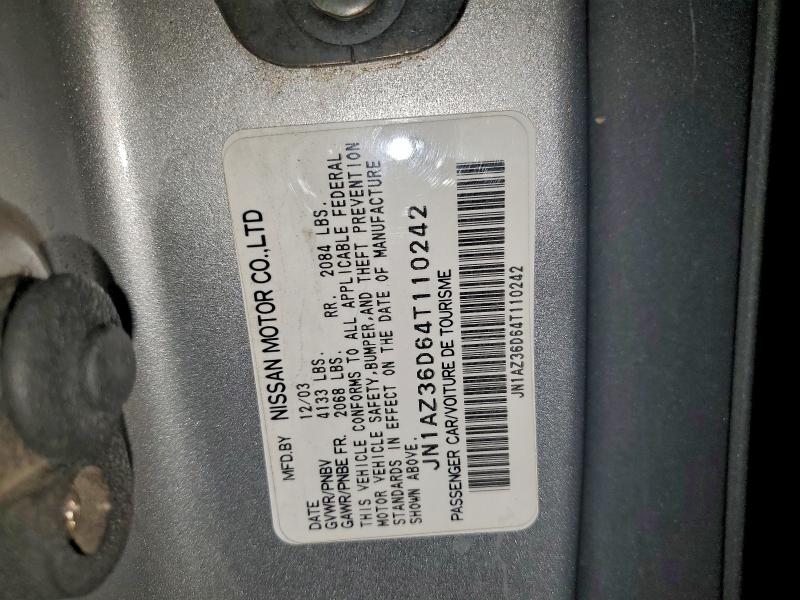 MFD.BY NISSAN MOTOR CO.,LTD
DATE 12/03
GVWR/PNBV 4133 LBS.
GAWR/PNBE FR. 2068 LBS. RR. 2084 LBS.
THIS VEHICLE CONFORMS TO ALL APPLICABLE FEDERAL
MOTOR VEHICLE SAFETY,BUMPER,AND THEFT PREVENTION
STANDARDS IN EFFECT ON THE DATE OF MANUFACTURE
SHOWN ABOVE.
JN1AZ36D64T110242
PASSENGER CAR/VOITURE DE TOURISME
JN1AZ36D64T110242